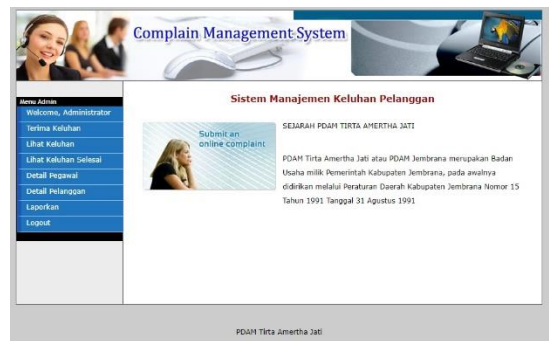 Complain Management System
Menu Admin
Welcome, Administrator
Terima Keluhan
Lihat Keluhan
Lihat Keluhan Selesai
Detail Pegawai
Detail Pelanggan
Laporkan
Logout
Sistem Manajemen Keluhan Pelanggan
Submit an
online complaint
SEJARAH PDAM TIRTA AMERTHA JATI
PDAM Tirta Amertha Jati atau PDAM Jembrana merupakan Badan
Usaha milik Pemerintah Kabupaten Jembrana, pada awalnya
didirikan melalui Peraturan Daerah Kabupaten Jembrana Nomor 15
Tahun 1991 Tanggal 31 Agustus 1991
PDAM Tirta Amertha Jati